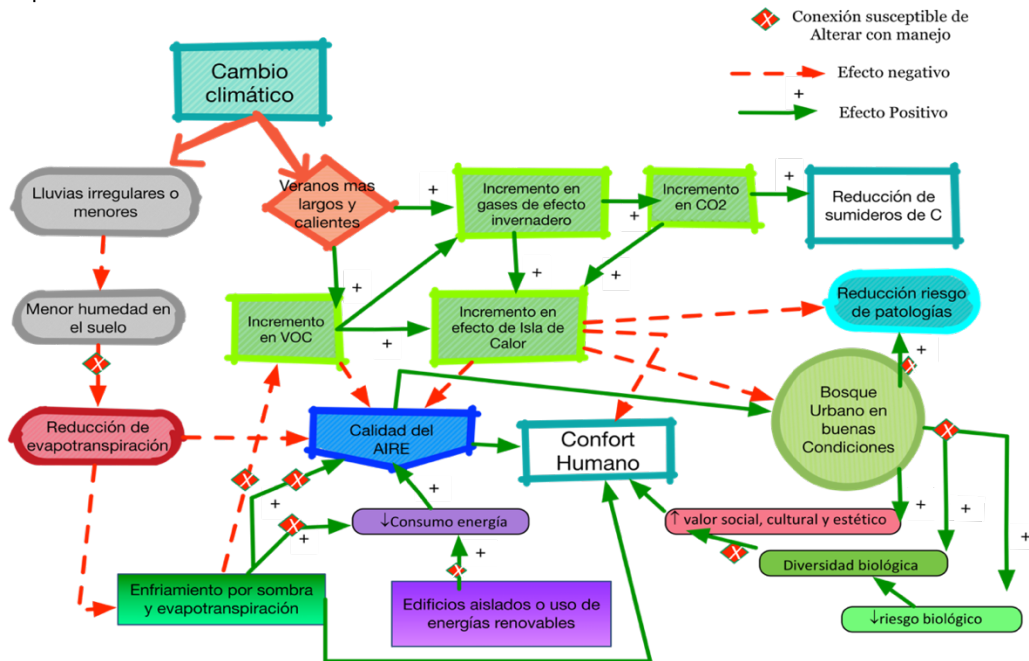 Conexión susceptible de
Alterar con manejo
Efecto negativo
+
Efecto Positivo
Cambio
climático
Lluvias irregulares o
menores
Veranos mas
largos y
calientes
+
Incremento en
gases de efecto
invernadero
+
Incremento
en CO2
+
Reducción de
sumideros de C
Menor humedad en
el suelo
+
+
+
Incremento
en VOC
+
Incremento en
efecto de Isla de
Calor
Reducción riesgo
de patologías
+
Bosque
Urbano en
buenas
Condiciones
Reducción de
evapotranspiración
Calidad del
AIRE
Confort
Humano
+
+
+
+
↓Consumo energía
+
+
↑ valor social, cultural y estético
+
Diversidad biológica
Enfriamiento por sombra
y evapotranspiración
Edificios aislados o uso de
energías renovables
↓riesgo biológico